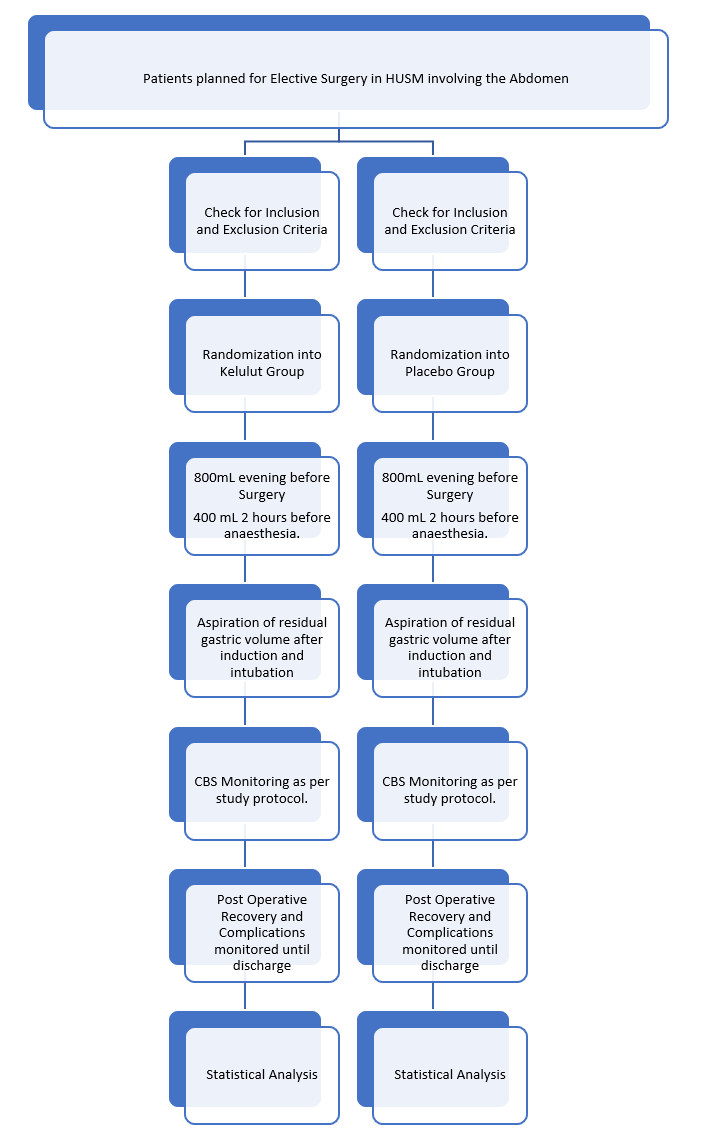 Patients planned for Elective Surgery in HUSM involving the Abdomen
Check for Inclusion
and Exclusion Criteria
Check for Inclusion
and Exclusion Criteria
Randomization into
Kelulut Group
Randomization into
Placebo Group
800mL evening before
Surgery
400 mL 2 hours before
anaesthesia.
800mL evening before
Surgery
400 mL 2 hours before
anaesthesia.
Aspiration of residual
gastric volume after
induction and
intubation
Aspiration of residual
gastric volume after
induction and
intubation
CBS Monitoring as per
study protocol.
CBS Monitoring as per
study protocol.
Post Operative
Recovery and
Complications
monitored until
discharge
Post Operative
Recovery and
Complications
monitored until
discharge
Statistical Analysis
Statistical Analysis